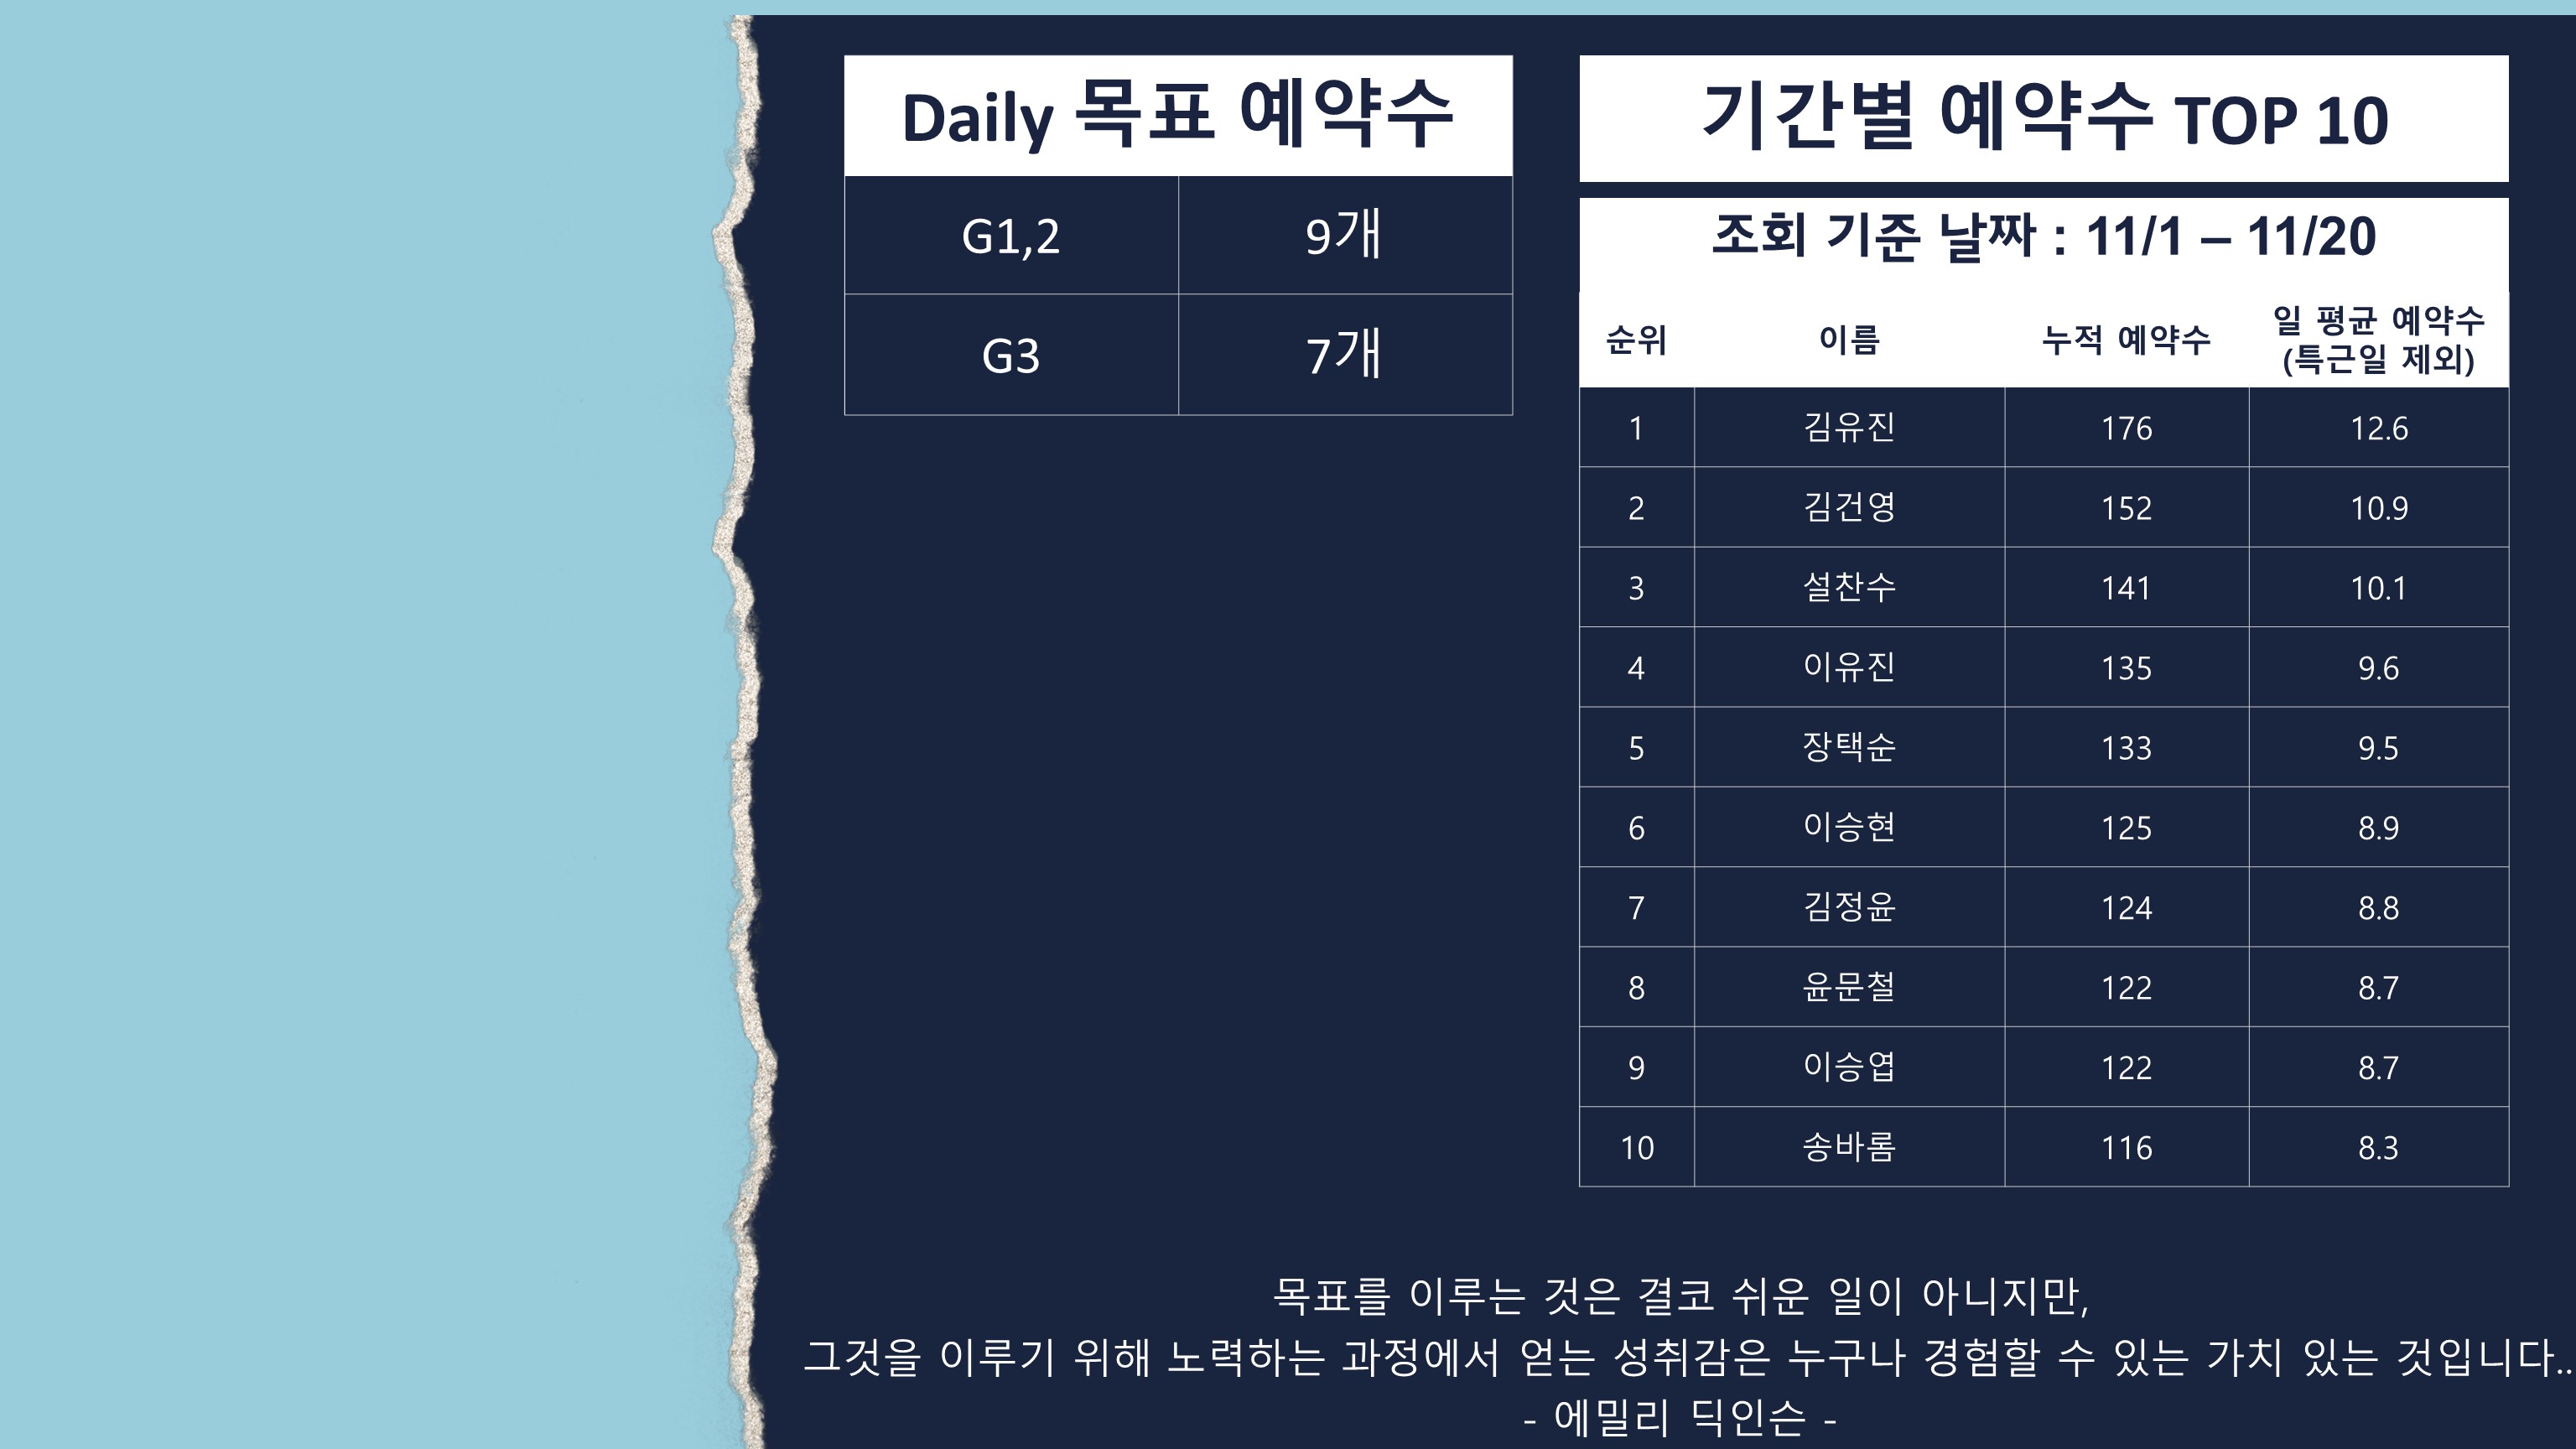 Daily 목표 예약수
G1,2 9개
G3 7개
기간별 예약수 TOP 10
조회 기준 날짜 : 11/1 – 11/20
순위 이름 누적 예약수 일 평균 예약수
(특근일 제외)
1 김유진 176 12.6
2 김건영 152 10.9
3 설찬수 141 10.1
4 이유진 135 9.6
5 장택순 133 9.5
6 이승현 125 8.9
7 김정윤 124 8.8
8 윤문철 122 8.7
9 이승엽 122 8.7
10 송바롬 116 8.3
목표를 이루는 것은 결코 쉬운 일이 아니지만,
그것을 이루기 위해 노력하는 과정에서 얻는 성취감은 누구나 경험할 수 있는 가치 있는 것입니다..
- 에밀리 딕인슨 -